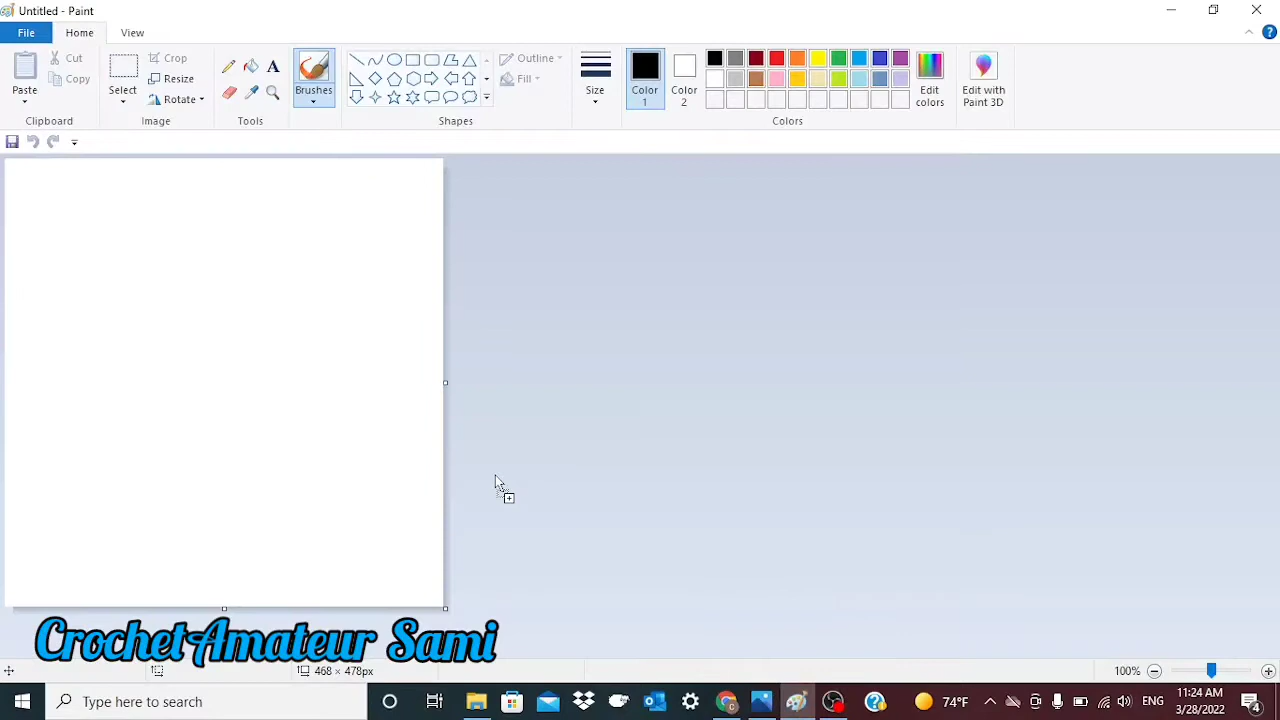 Untitled - Paint
File
Home
View
Paste
Cut
Copy
Clipboard
Select
Crop
Resize
Rotate
Image
A
Tools
Brushes
Outline
Fill
Shapes
Size
Color 1
Color 2
Edit colors
Edit with Paint 3D
Colors
Crochet Amateur Sami
468 × 478px
100%
Type here to search
74°F
ENG
11:24 AM
3/28/2022
4